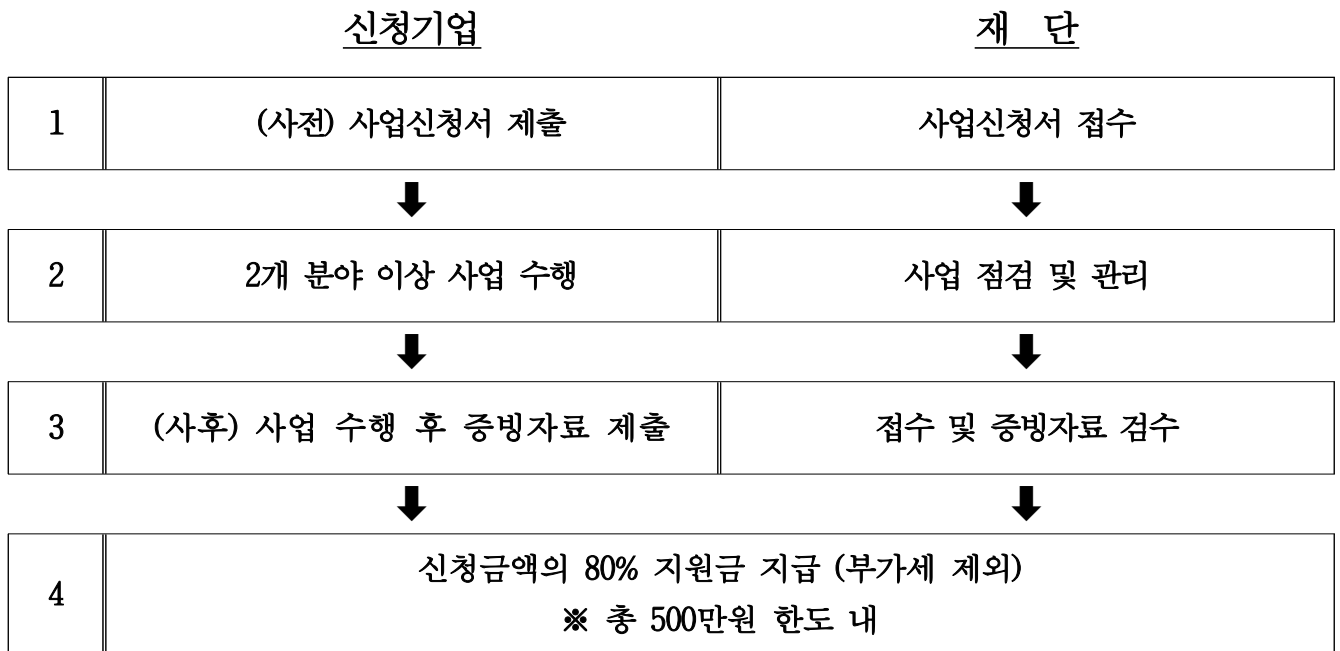 신청기업 재 단
1 (사전) 사업신청서 제출 사업신청서 접수
2 2개 분야 이상 사업 수행 사업 점검 및 관리
3 (사후) 사업 수행 후 증빙자료 제출 접수 및 증빙자료 검수
4 신청금액의 80% 지원금 지급 (부가세 제외)
※ 총 500만원 한도 내